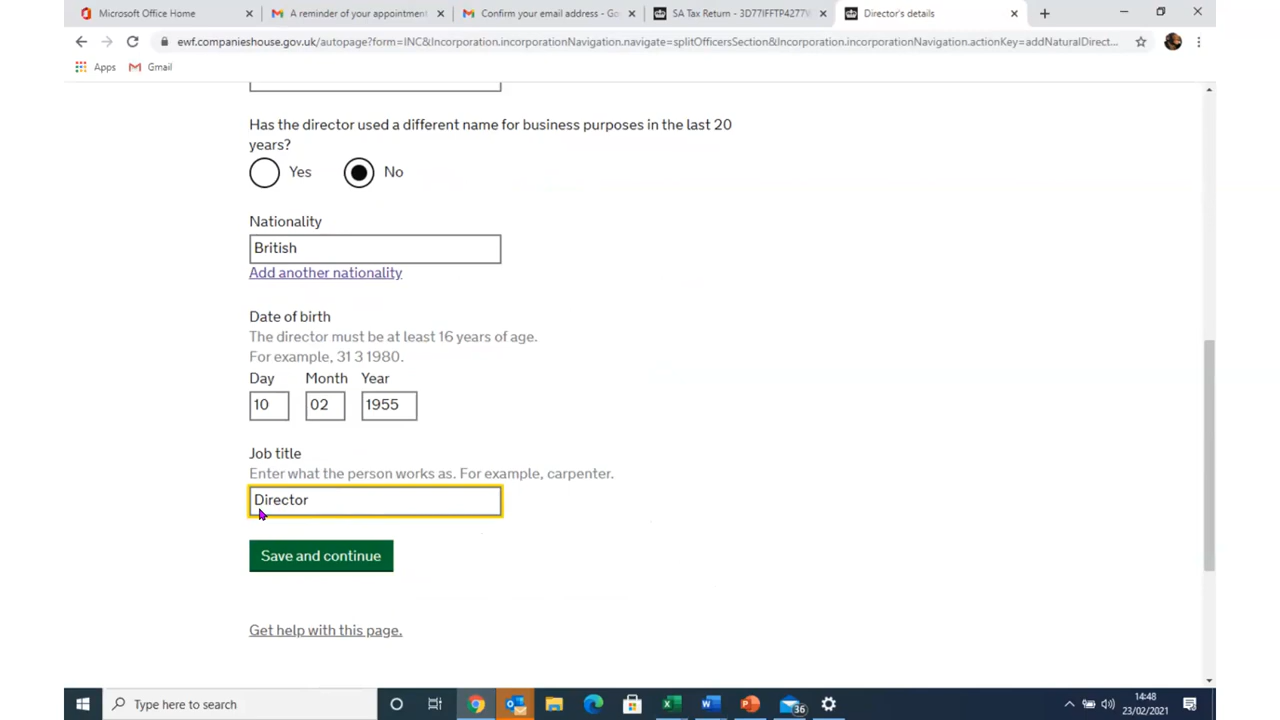 Microsoft Office Home
A reminder of your appointment
Confirm your email address - Go
SA Tax Return - 3D77IFFTP4277
Director's details
ewf.companieshouse.gov.uk/autopage?form=INC&Incorporation.incorporationNavigation.navigate=splitOfficersSection&Incorporation.incorporationNavigation.actionKey=addNaturalDirect...
Apps
Gmail
Has the director used a different name for business purposes in the last 20
years?
Yes
No
Nationality
British
Add another nationality
Date of birth
The director must be at least 16 years of age.
For example, 31 3 1980.
Day Month Year
10 02 1955
Job title
Enter what the person works as. For example, carpenter.
Director
Save and continue
Get help with this page.
Type here to search
36
14:48
23/02/2021